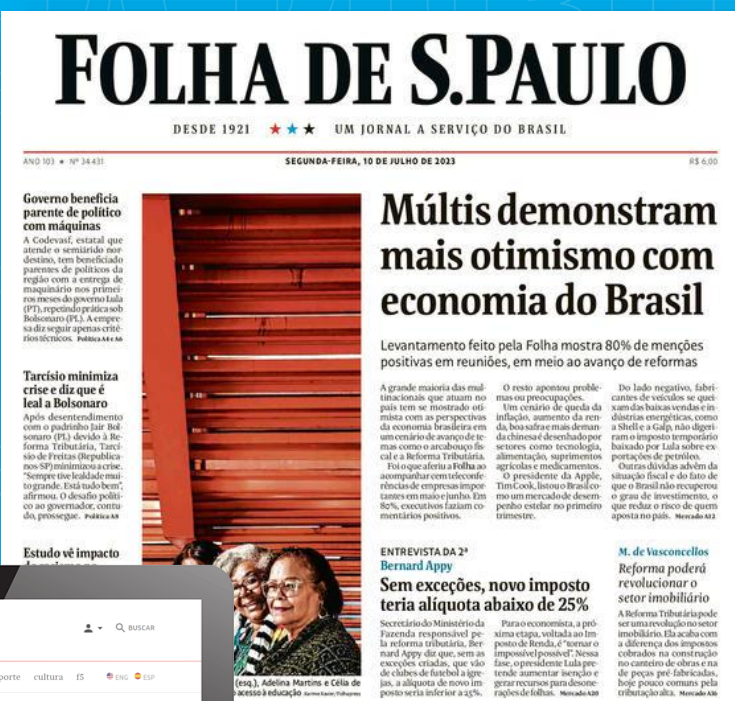 FOLHA DE S.PAULO
DESDE 1921 ★ ★ ★ UM JORNAL A SERVIÇO DO BRASIL
ANO 103 ★ Nº 34.431
SEGUNDA-FEIRA, 10 DE JULHO DE 2023
R$ 6,00
Governo beneficia
parente de político
com máquinas
A Codevasf, estatal que
atende o semiárido nor-
destino, tem beneficiado
parentes de políticos da
região com a entrega de
maquinário nos primei-
ros meses do governo Lula
(PT), repetindo prática sob
Bolsonaro (PL). A empre-
sa diz seguir apenas crité-
rios técnicos. Política A4 e A6
Tarcísio minimiza
crise e diz que é
leal a Bolsonaro
Após desentendimento
com o padrinho Jair Bol-
sonaro (PL) devido à Re-
forma Tributária, Tarcí-
sio de Freitas (Republica-
nos-SP) minimizou a crise.
"Sempre tive lealdade mui-
to grande. Está tudo bem",
afirmou. O desafio políti-
co ao governador, contu-
do, prossegue. Política A8
Estudo vê impacto
Múltis demonstram
mais otimismo com
economia do Brasil
Levantamento feito pela Folha mostra 80% de menções
positivas em reuniões, em meio ao avanço de reformas
A grande maioria das mul-
tinacionais que atuam no
país tem se mostrado oti-
mista com as perspectivas
da economia brasileira em
um cenário de avanço de te-
mas como o arcabouço fis-
cal e a Reforma Tributária.
Foi o que aferiu a Folha ao
acompanhar cem teleconfe-
rências de empresas impor-
tantes em maio e junho. Em
80%, executivos faziam co-
mentários positivos.
O resto apontou proble-
mas ou preocupações.
Um cenário de queda da
inflação, aumento da ren-
da, boa safra e mais deman-
da chinesa é desenhado por
setores como tecnologia,
alimentação, suprimentos
agrícolas e medicamentos.
O presidente da Apple,
Tim Cook, listou o Brasil co-
mo um mercado de desem-
penho estelar no primeiro
trimestre.
Do lado negativo, fabri-
cantes de veículos se quei-
xam das baixas vendas e in-
dústrias energéticas, como
a Shell e a Galp, não digeri-
ram o imposto temporário
baixado por Lula sobre ex-
portações de petróleo.
Outras dúvidas advêm da
situação fiscal e do fato de
que o Brasil não recuperou
o grau de investimento, o
que reduz o risco de quem
aposta no país. Mercado A12
ENTREVISTA DA 2ª
Bernard Appy
Sem exceções, novo imposto
teria alíquota abaixo de 25%
Secretário do Ministério da
Fazenda responsável pe-
la reforma tributária, Ber-
nard Appy diz que, sem as
exceções criadas, que vão
de clubes de futebol a igre-
jas, a alíquota de novo im-
posto seria inferior a 25%.
Para o economista, a pró-
xima etapa, voltada ao Im-
posto de Renda, é "tornar o
impossível possível". Nessa
fase, o presidente Lula pre-
tende aumentar isenção e
gerar recursos para desone-
rações de folhas. Mercado A20
M. de Vasconcellos
Reforma poderá
revolucionar o
setor imobiliário
A Reforma Tributária pode
ser uma revolução no setor
imobiliário. Ela acaba com
a diferença dos impostos
cobrados na construção
no canteiro de obras e na
de peças pré-fabricadas,
hoje pouco comuns pela
tributação alta. Mercado A16
(esq.), Adelina Martins e Célia de
acesso à educação
BUSCAR
porte cultura f5 ENG ESP